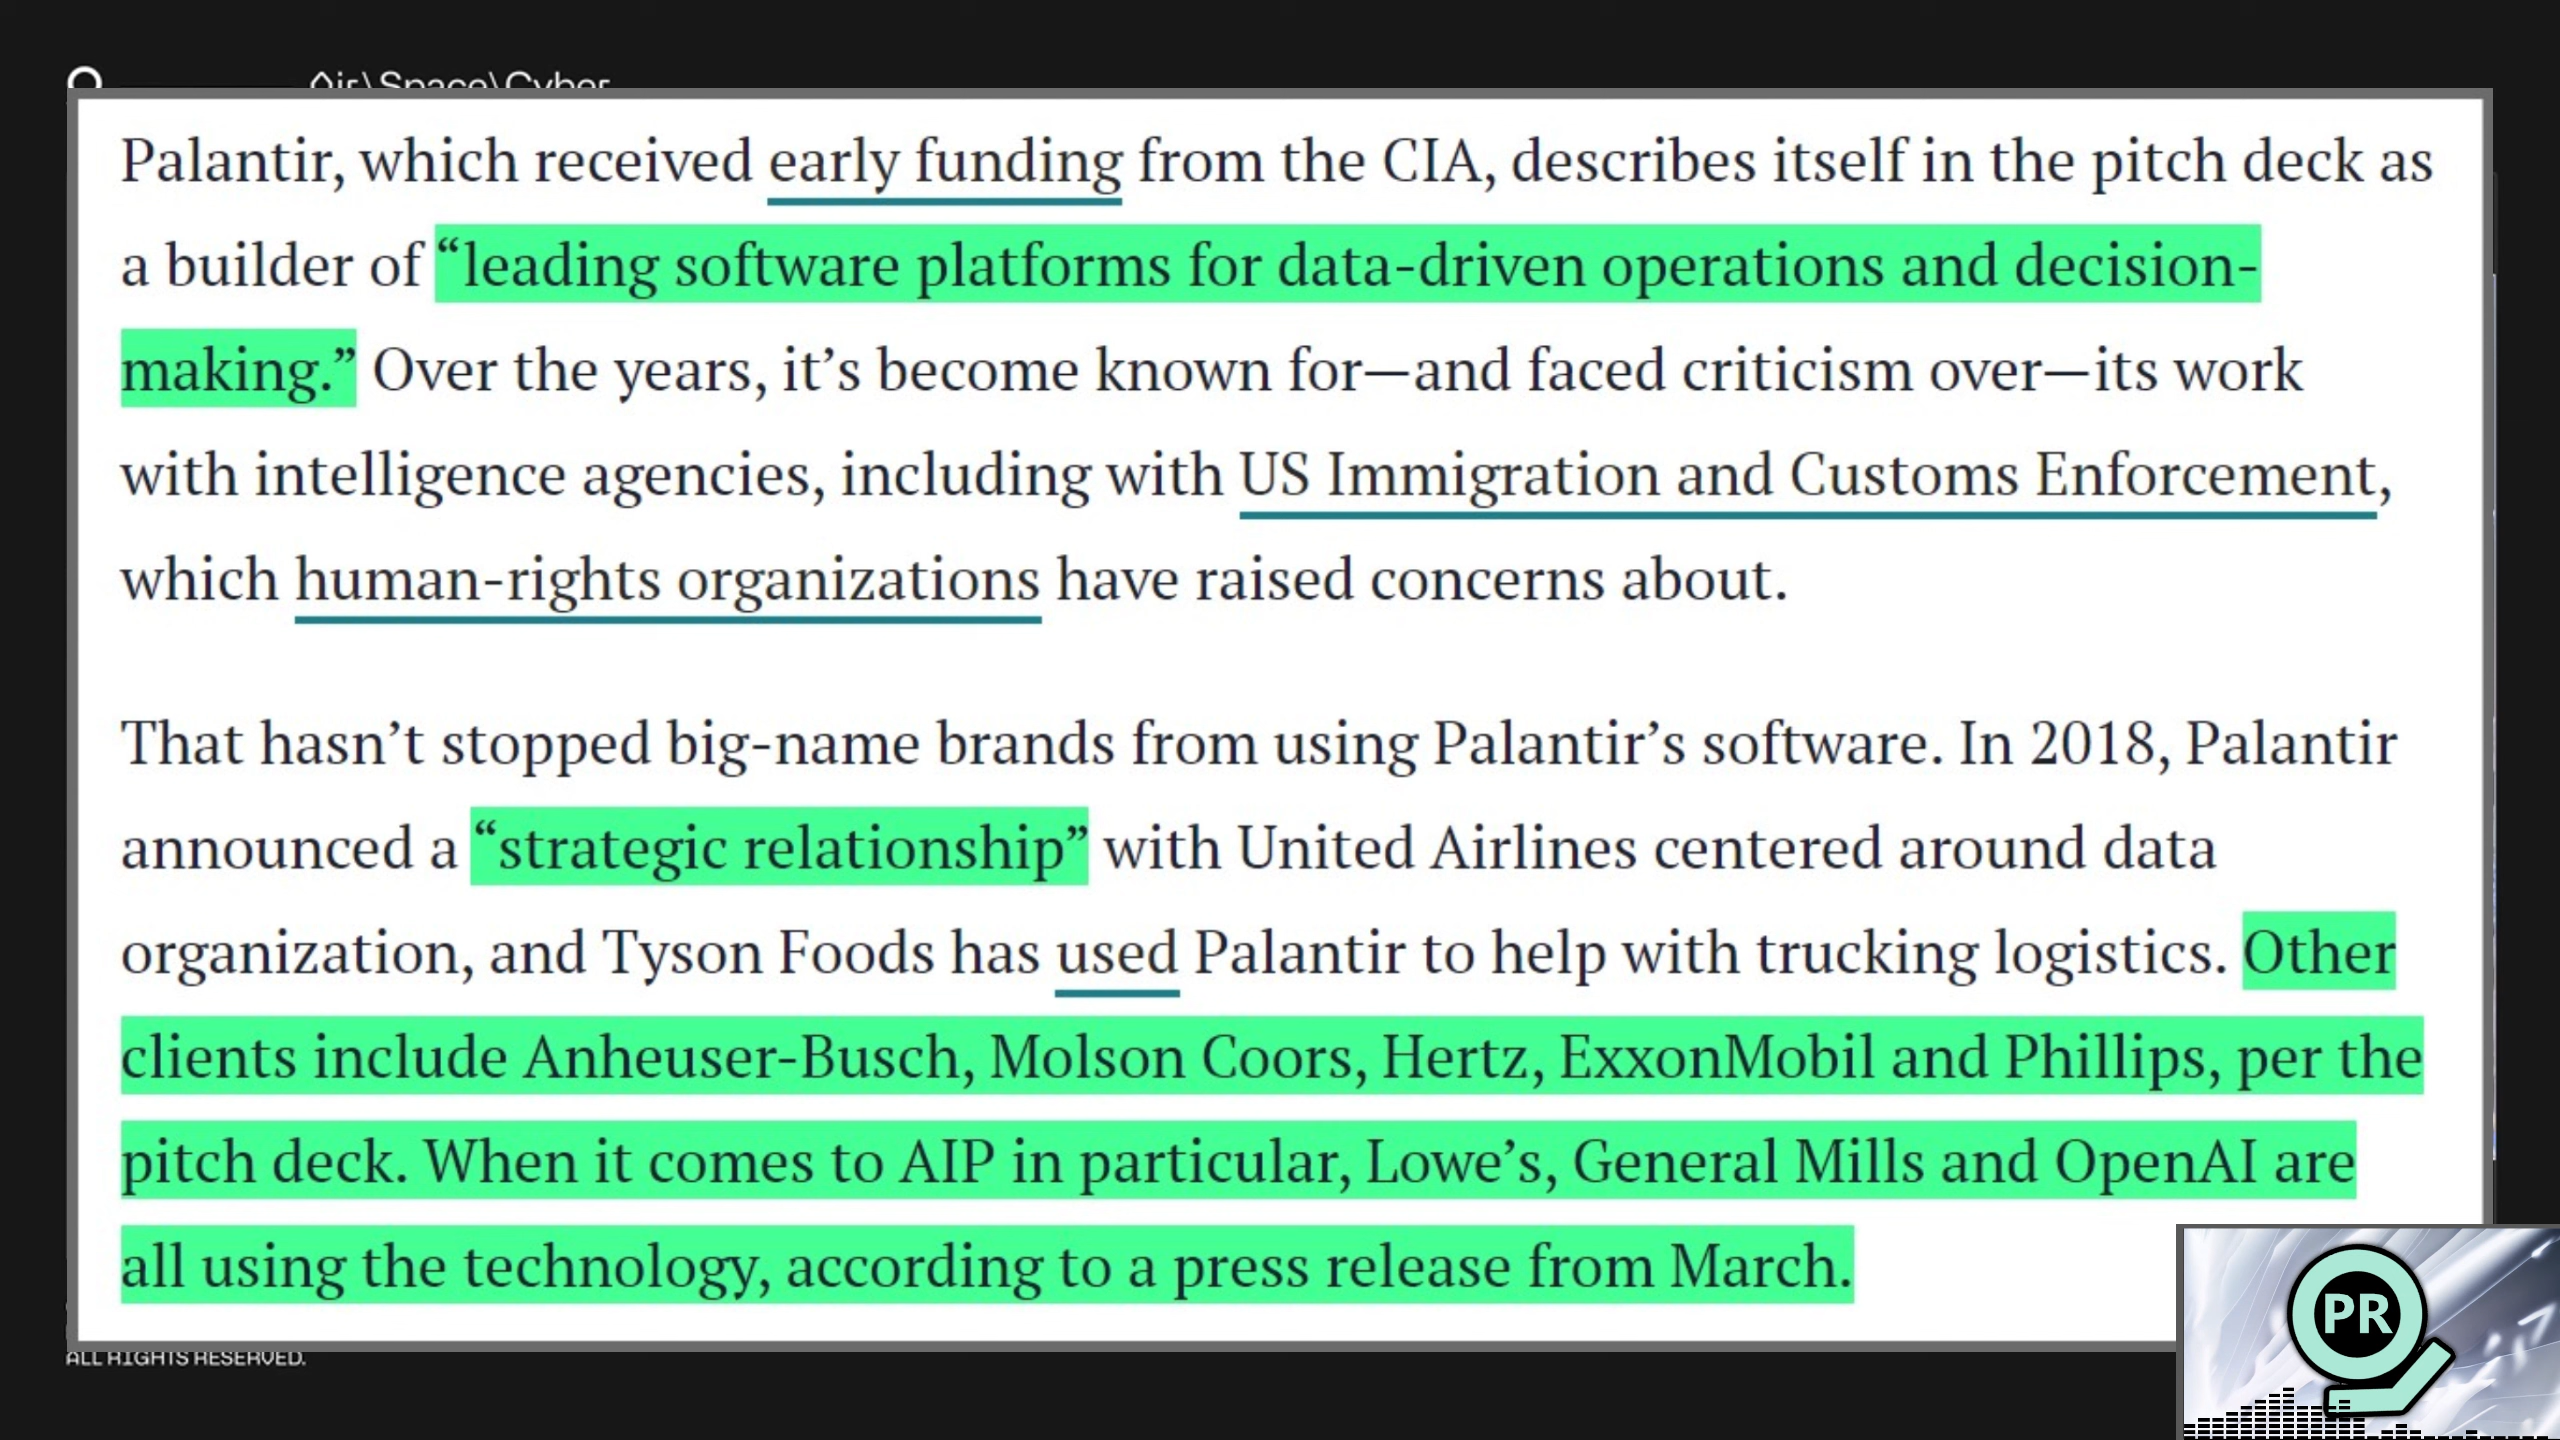 Air\Space\Cyber
Palantir, which received early funding from the CIA, describes itself in the pitch deck as
a builder of “leading software platforms for data-driven operations and decision-
making.” Over the years, it’s become known for—and faced criticism over—its work
with intelligence agencies, including with US Immigration and Customs Enforcement,
which human-rights organizations have raised concerns about.
That hasn’t stopped big-name brands from using Palantir’s software. In 2018, Palantir
announced a “strategic relationship” with United Airlines centered around data
organization, and Tyson Foods has used Palantir to help with trucking logistics. Other
clients include Anheuser-Busch, Molson Coors, Hertz, ExxonMobil and Phillips, per the
pitch deck. When it comes to AIP in particular, Lowe’s, General Mills and OpenAI are
all using the technology, according to a press release from March.
ALL RIGHTS RESERVED.
PR